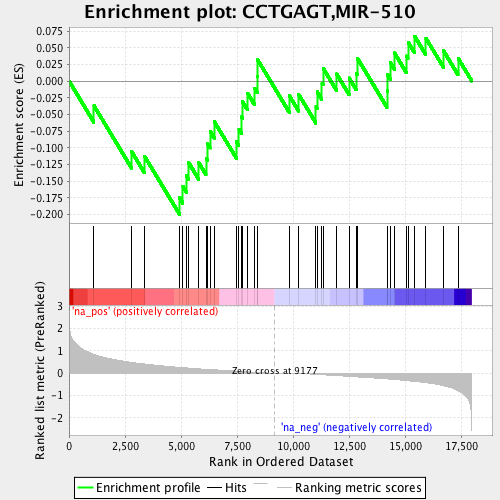 Enrichment plot: CCTGAGT,MIR-510
Enrichment score (ES)
0.075
0.050
0.025
0.000
-0.025
-0.050
-0.075
-0.100
-0.125
-0.150
-0.175
-0.200
'na_pos' (positively correlated)
Ranked list metric (PreRanked)
3
2
1
0
-1
-2
Zero cross at 9177
'na_neg' (negatively correlated)
0 2,500 5,000 7,500 10,000 12,500 15,000 17,500
Rank in Ordered Dataset
Enrichment profile Hits Ranking metric scores